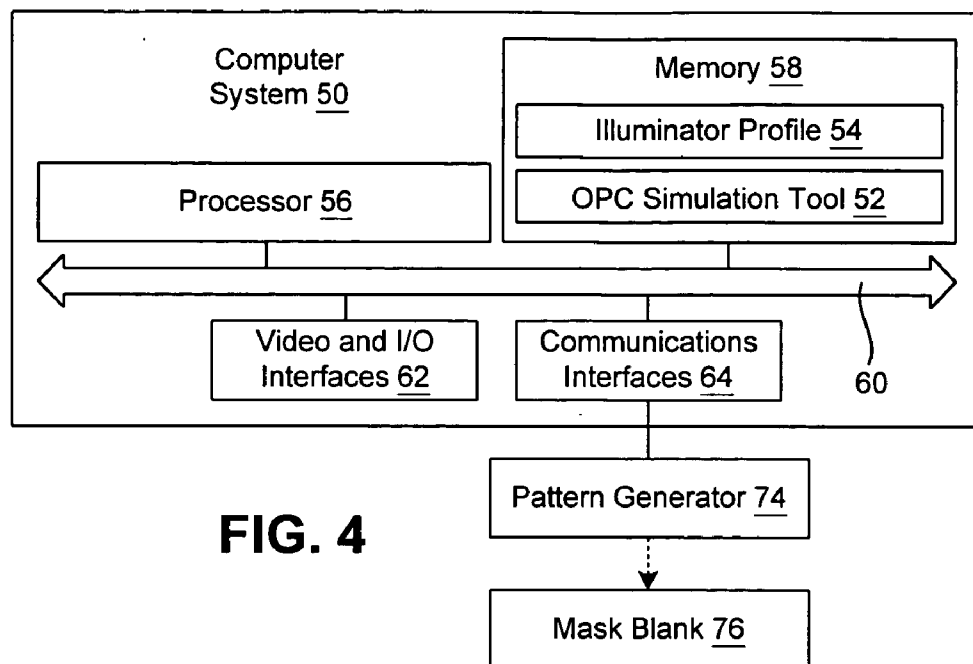 Computer
System 50
Memory 58
Illuminator Profile 54
OPC Simulation Tool 52
Processor 56
60
Video and I/O
Interfaces 62
Communications
Interfaces 64
Pattern Generator 74
FIG. 4
Mask Blank 76